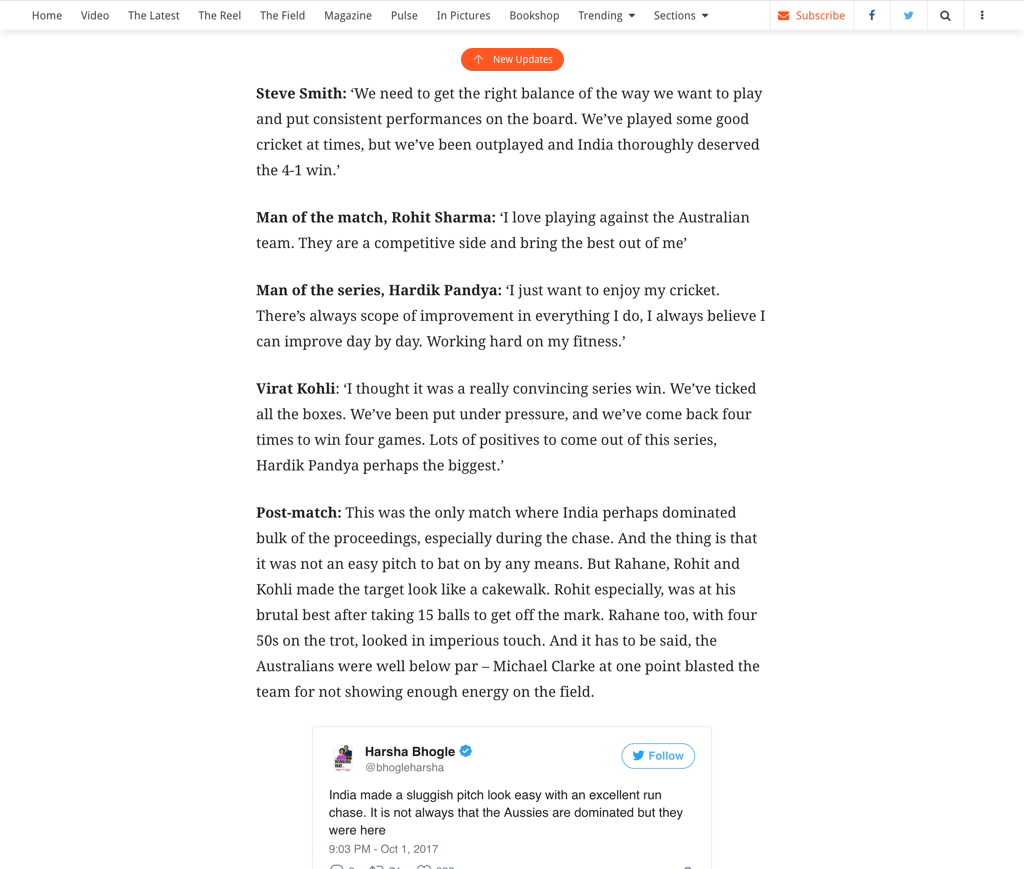 Home Video The Latest The Reel The Field Magazine Pulse In Pictures Bookshop Trending Sections Subscribe
New Updates
Steve Smith: ‘We need to get the right balance of the way we want to play
and put consistent performances on the board. We’ve played some good
cricket at times, but we’ve been outplayed and India thoroughly deserved
the 4-1 win.’
Man of the match, Rohit Sharma: ‘I love playing against the Australian
team. They are a competitive side and bring the best out of me’
Man of the series, Hardik Pandya: ‘I just want to enjoy my cricket.
There’s always scope of improvement in everything I do, I always believe I
can improve day by day. Working hard on my fitness.’
Virat Kohli: ‘I thought it was a really convincing series win. We’ve ticked
all the boxes. We’ve been put under pressure, and we’ve come back four
times to win four games. Lots of positives to come out of this series,
Hardik Pandya perhaps the biggest.’
Post-match: This was the only match where India perhaps dominated
bulk of the proceedings, especially during the chase. And the thing is that
it was not an easy pitch to bat on by any means. But Rahane, Rohit and
Kohli made the target look like a cakewalk. Rohit especially, was at his
brutal best after taking 15 balls to get off the mark. Rahane too, with four
50s on the trot, looked in imperious touch. And it has to be said, the
Australians were well below par – Michael Clarke at one point blasted the
team for not showing enough energy on the field.
Harsha Bhogle
@bhogleharsha
Follow
India made a sluggish pitch look easy with an excellent run
chase. It is not always that the Aussies are dominated but they
were here
9:03 PM - Oct 1, 2017